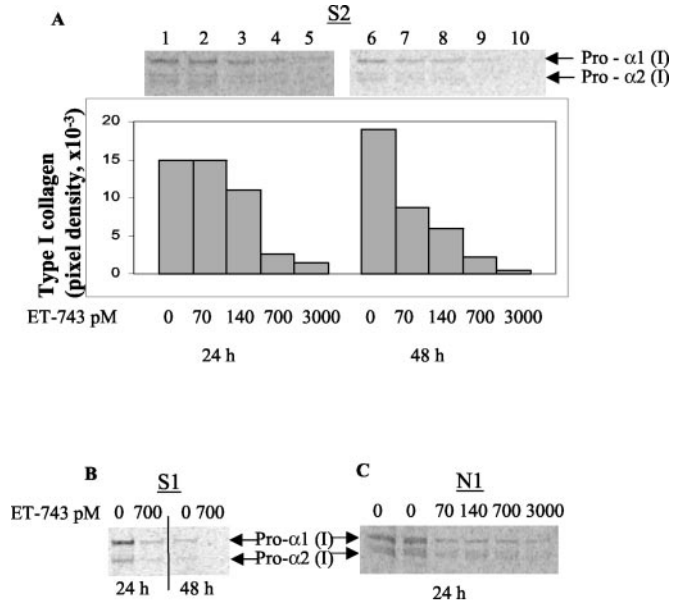 A S2
1 2 3 4 5 6 7 8 9 10
Pro - α1 (I)
Pro - α2 (I)
Type I collagen
(pixel density, x10⁻³)
20
15
10
5
0
ET-743 pM 0 70 140 700 3000 0 70 140 700 3000
24 h 48 h
B S1 C N1
ET-743 pM 0 700 0 700 0 0 70 140 700 3000
Pro-α1 (I)
Pro-α2 (I)
24 h 48 h 24 h